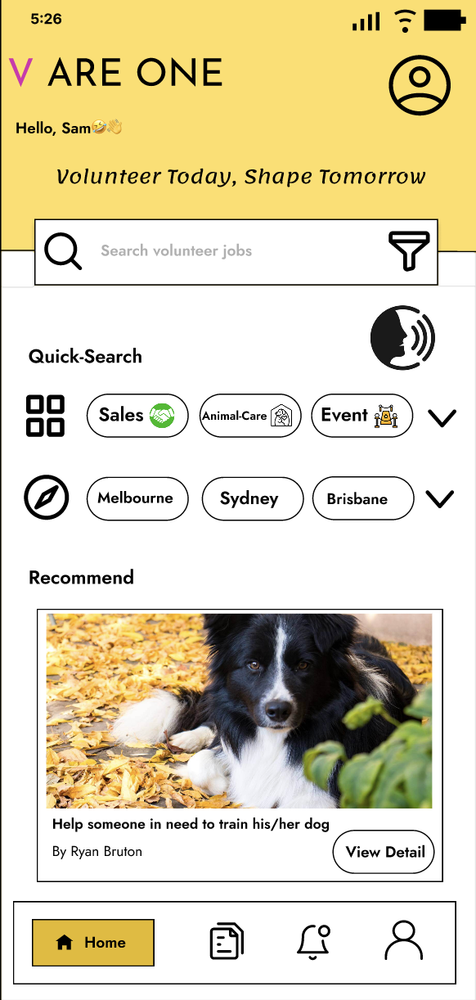 5:26
V ARE ONE
Hello, Sam🤣👋
Volunteer Today, Shape Tomorrow
Search volunteer jobs
Quick-Search
Sales Animal-Care Event
Melbourne Sydney Brisbane
Recommend
Help someone in need to train his/her dog
By Ryan Bruton
View Detail
Home